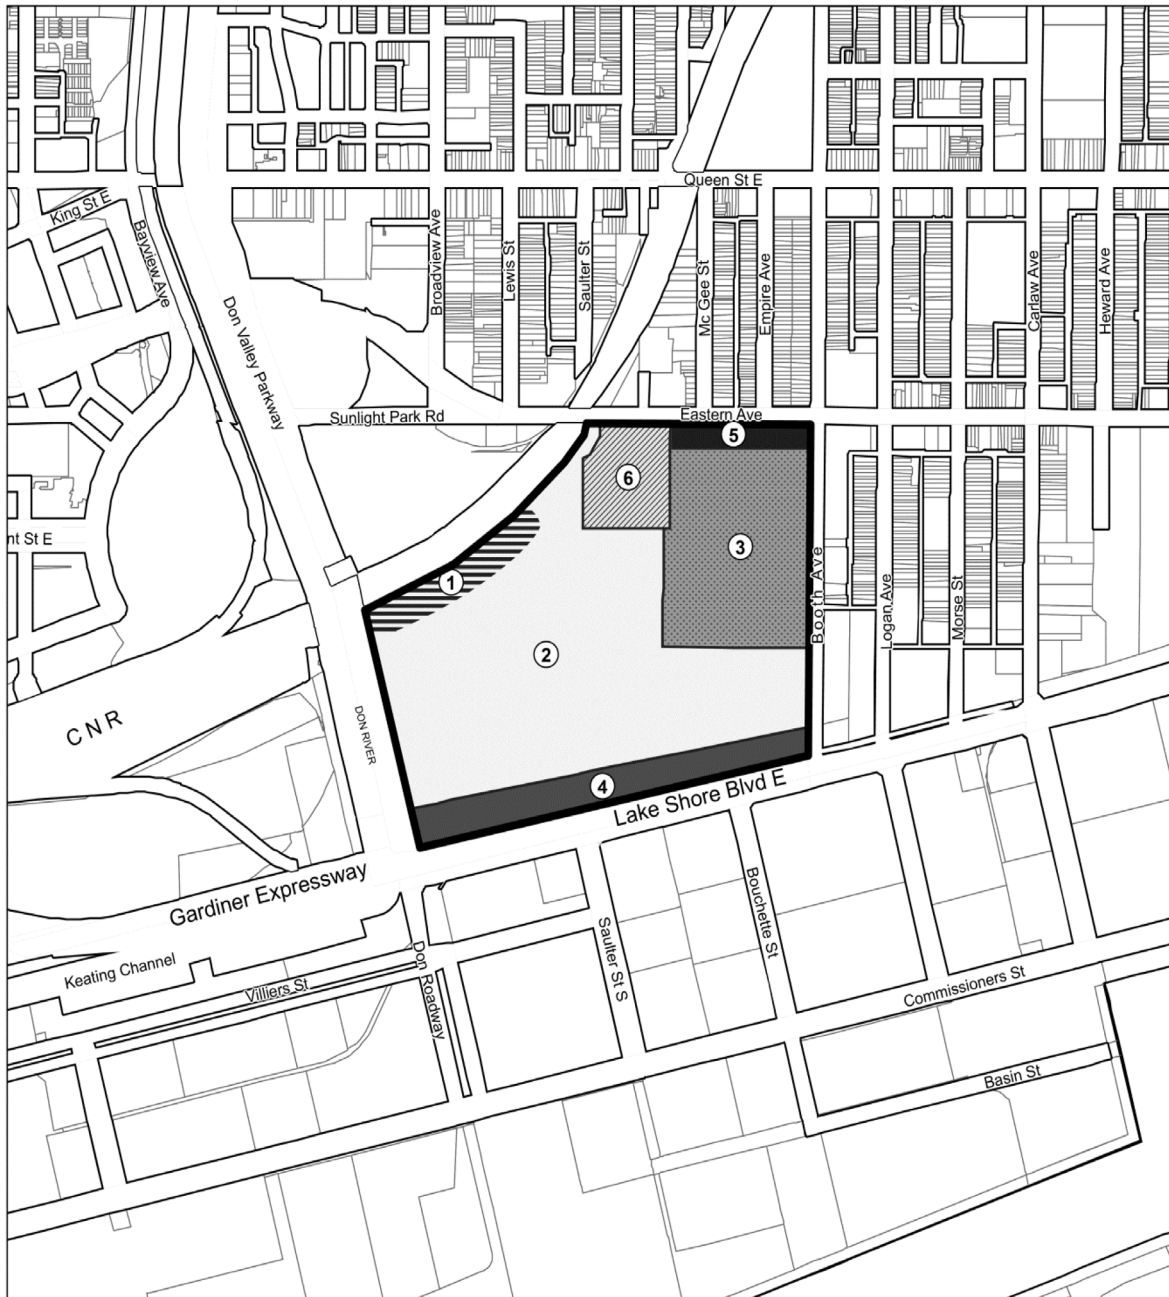 Queen St E
King St E
Bayview Ave
Broadview Ave
Lewis St
Saulter St
Mc Gee St
Empire Ave
Carlaw Ave
Heward Ave
Don Valley Parkway
Sunlight Park Rd
Eastern Ave
5
6
nt St E
3
1
Booth Ave
Logan Ave
Morse St
2
CNR
DON RIVER
4
Lake Shore Blvd E
Gardiner Expressway
Bouchette St
Saulter St S
Keating Channel
Don Roadway
Villiers St
Commissioners St
Basin St